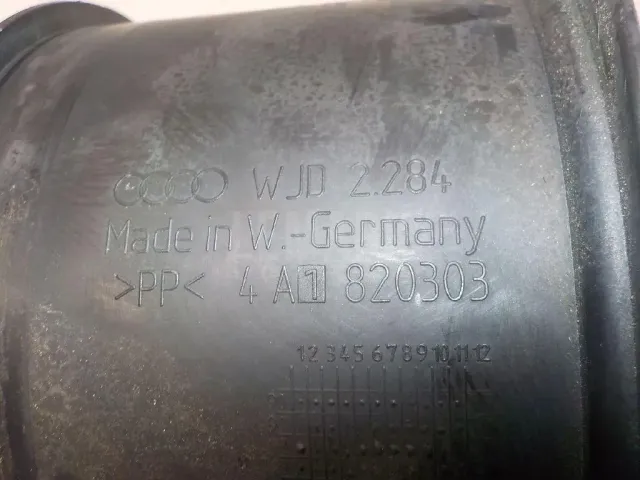 WJD 2.284
Made in W.-Germany
>PP< 4 A1 820303
1 2 3 4 5 6 7 8 9 10 11 12